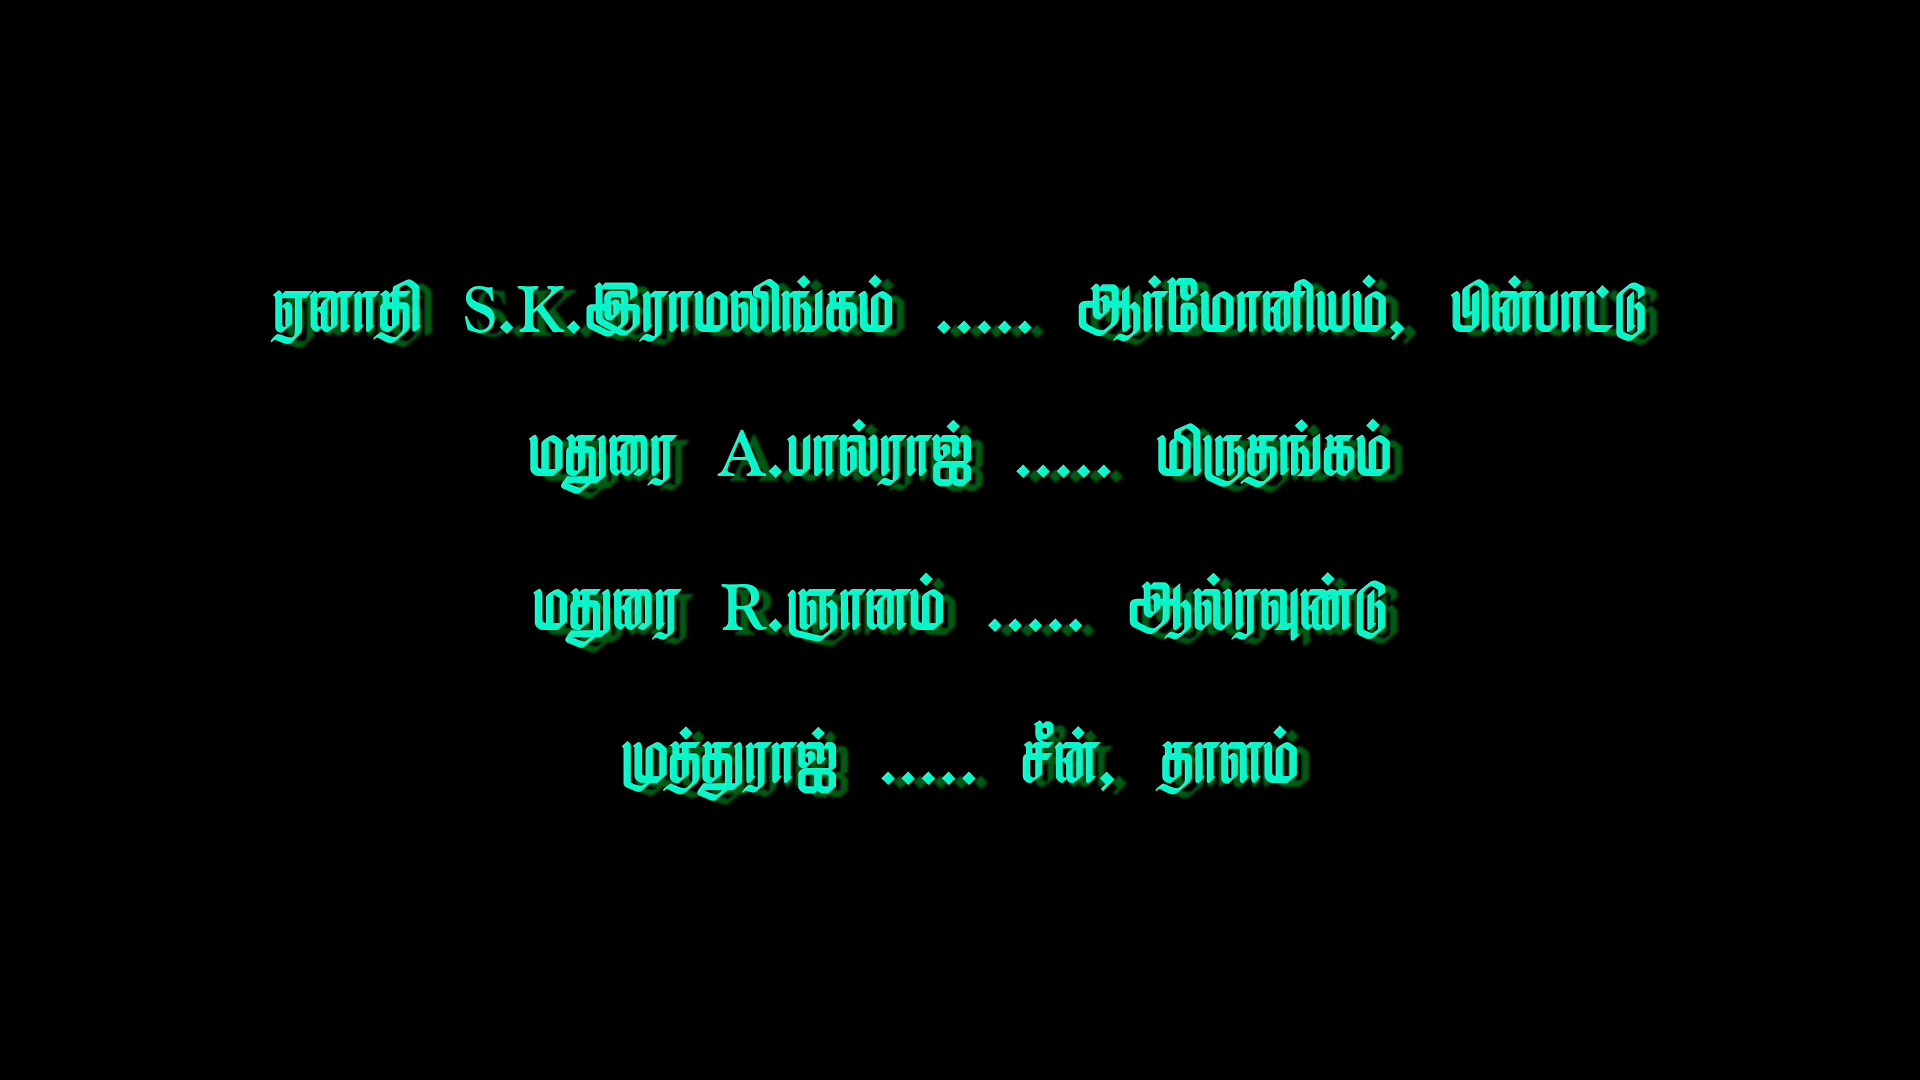 ஏனாதி S.K.இராமலிங்கம் ..... ஆர்மோனியம், பின்பாட்டு
மதுரை A.பால்ராஜ் ..... மிருதங்கம்
மதுரை R.ஞானம் ..... ஆல்ரவுண்டு
முத்துராஜ் ..... சீன், தாளம்